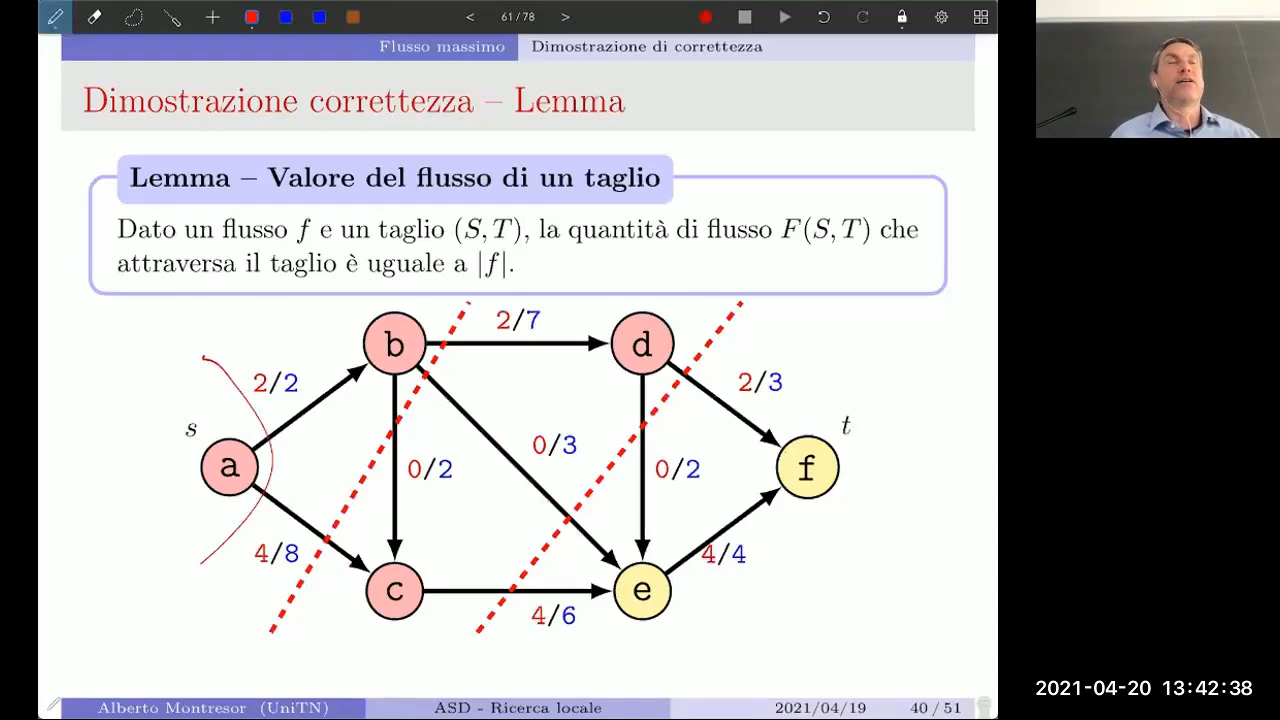 61/78
Flusso massimo Dimostrazione di correttezza
Dimostrazione correttezza – Lemma
Lemma – Valore del flusso di un taglio
Dato un flusso f e un taglio (S, T), la quantità di flusso F(S, T) che
attraversa il taglio è uguale a |f|.
2/7
b
d
2/2
2/3
s
t
0/3
a
0/2
0/2
f
4/8
4/4
c
e
4/6
2021-04-20 13:42:38
Alberto Montresor (UniTN) ASD - Ricerca locale 2021/04/19 40 / 51